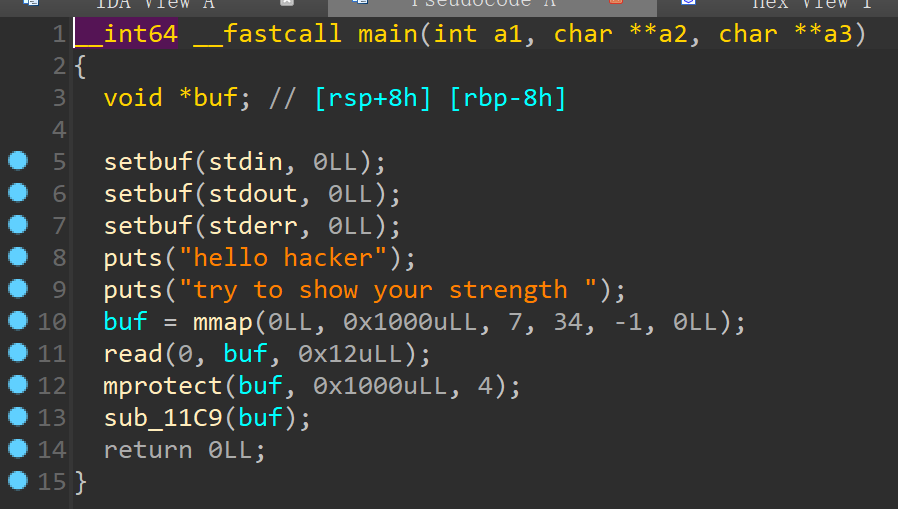 IDA View A Pseudocode A Hex View 1
1 __int64 __fastcall main(int a1, char **a2, char **a3)
2 {
3 void *buf; // [rsp+8h] [rbp-8h]
4
5 setbuf(stdin, 0LL);
6 setbuf(stdout, 0LL);
7 setbuf(stderr, 0LL);
8 puts("hello hacker");
9 puts("try to show your strength ");
10 buf = mmap(0LL, 0x1000uLL, 7, 34, -1, 0LL);
11 read(0, buf, 0x12uLL);
12 mprotect(buf, 0x1000uLL, 4);
13 sub_11C9(buf);
14 return 0LL;
15 }